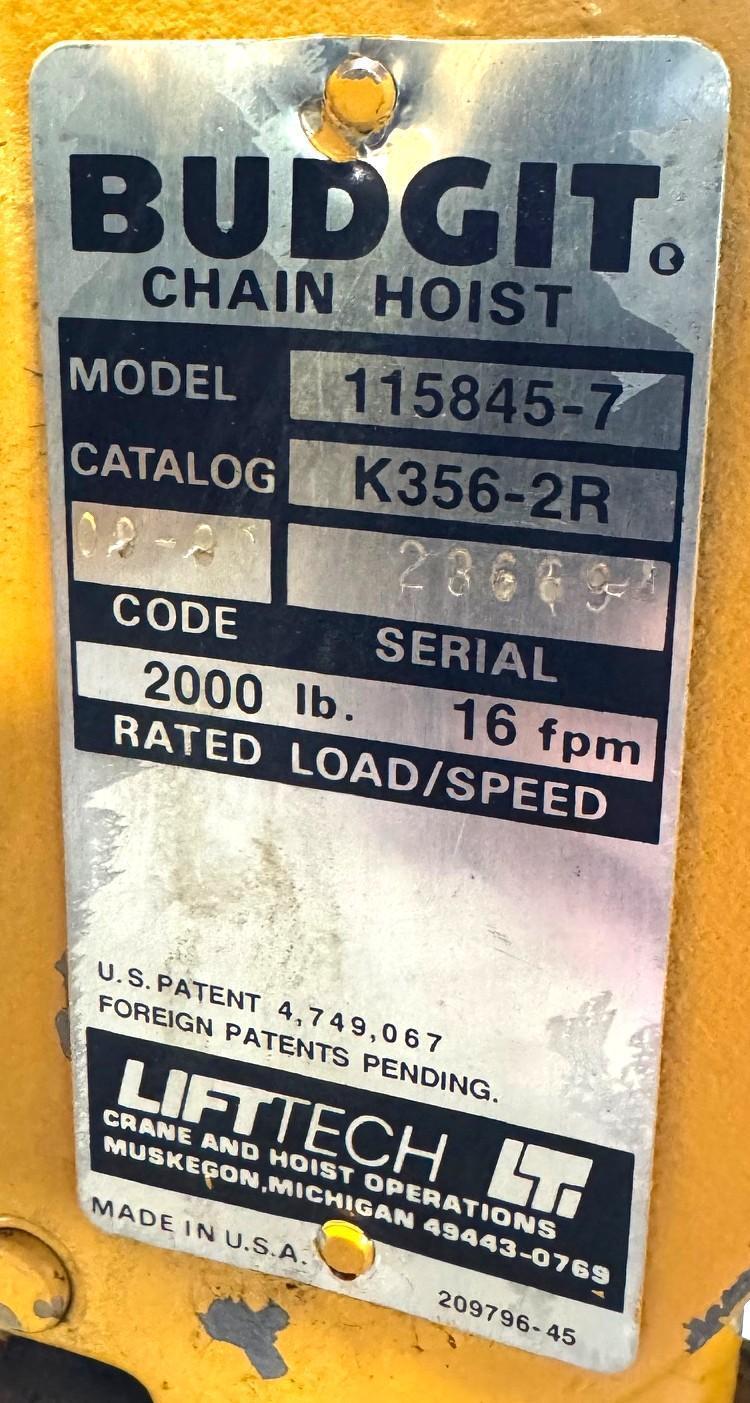 BUDGIT®
CHAIN HOIST
MODEL 115845-7
CATALOG K356-2R
CODE
SERIAL
2000 lb. 16 fpm
RATED LOAD/SPEED
U.S. PATENT 4,749,067
FOREIGN PATENTS PENDING.
LIFTTECH LT
CRANE AND HOIST OPERATIONS
MUSKEGON, MICHIGAN 49443-0769
MADE IN U.S.A.
209796-45